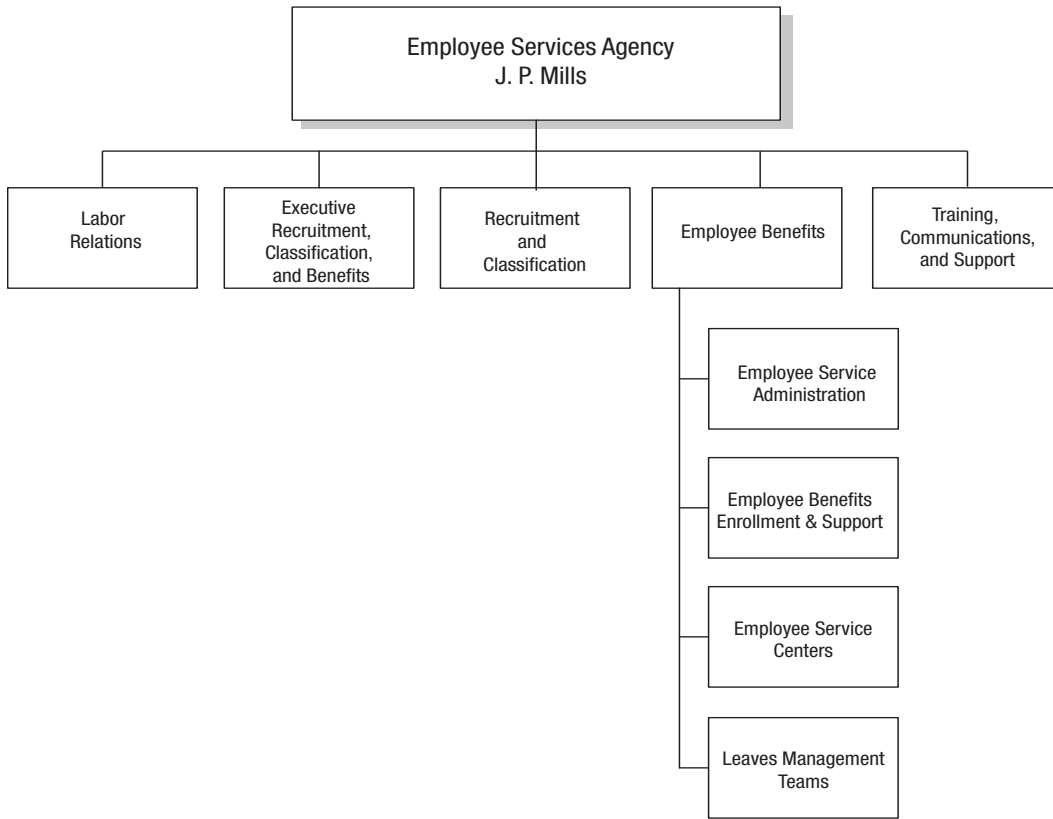 Employee Services Agency
J. P. Mills
Labor
Relations
Executive
Recruitment,
Classification,
and Benefits
Recruitment
and
Classification
Employee Benefits
Training,
Communications,
and Support
Employee Service
Administration
Employee Benefits
Enrollment & Support
Employee Service
Centers
Leaves Management
Teams